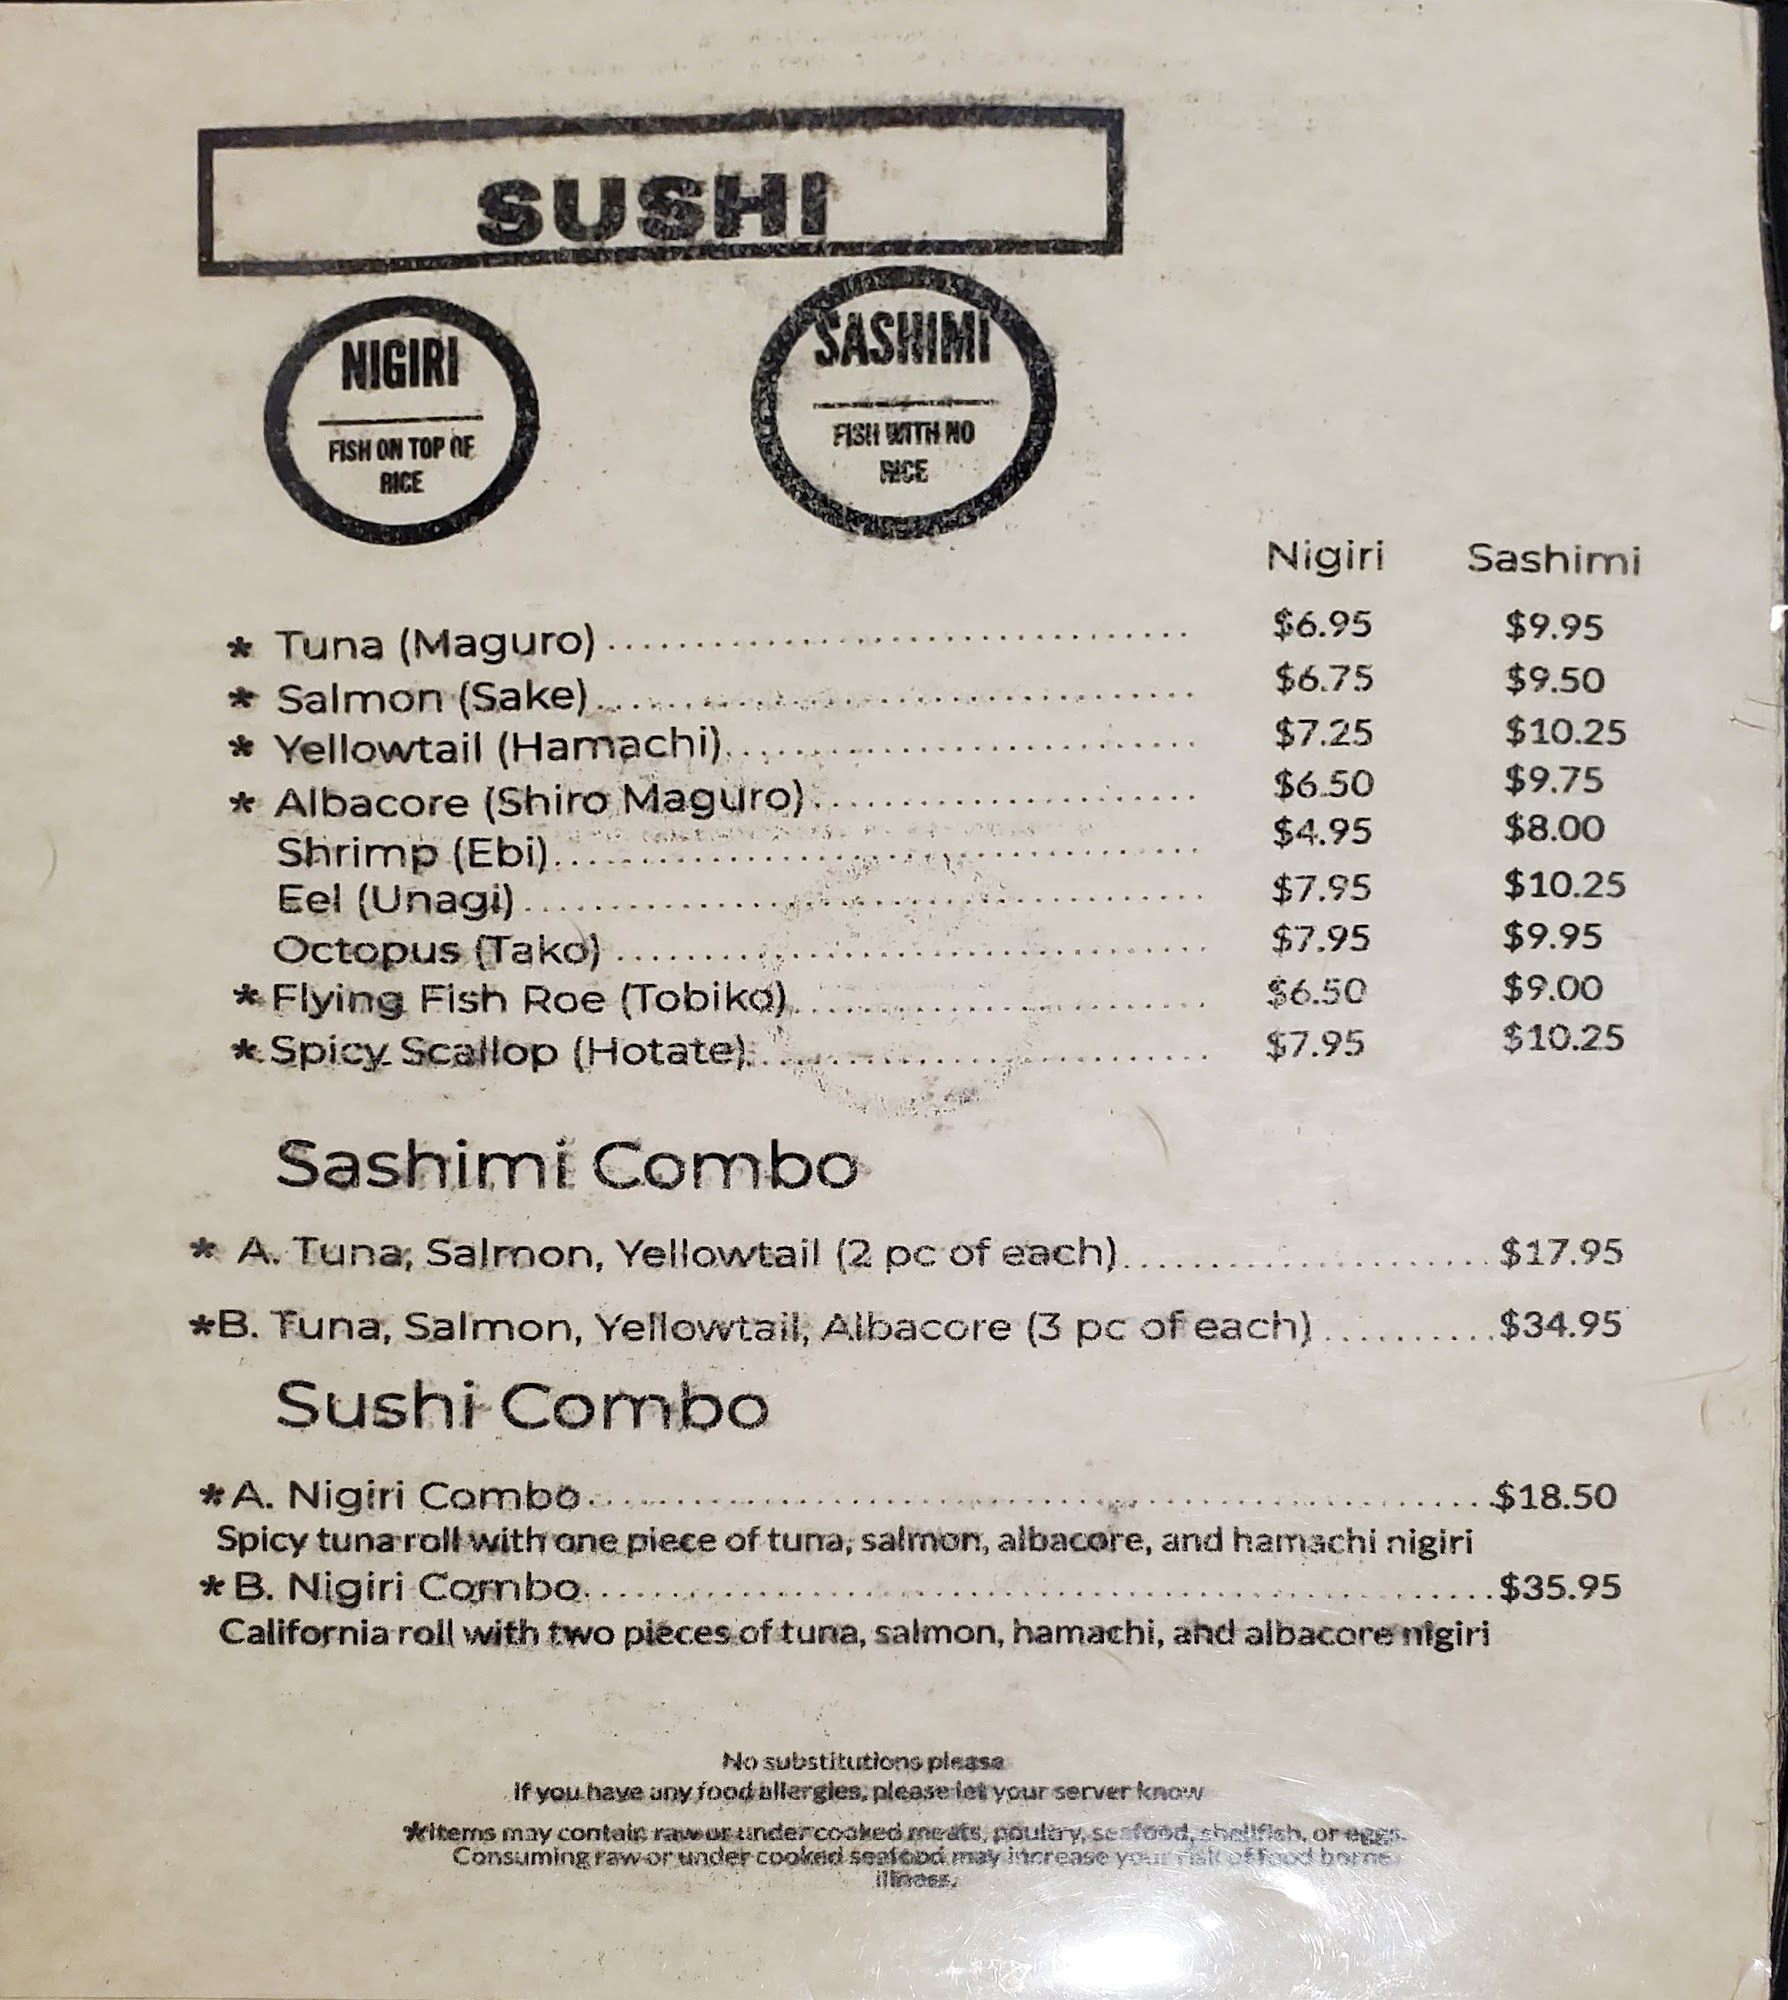 SUSHI
NIGIRI
FISH ON TOP OF
RICE
SASHIMI
FISH WITH NO
RICE
Nigiri Sashimi
* Tuna (Maguro) $6.95 $9.95
* Salmon (Sake) $6.75 $9.50
* Yellowtail (Hamachi) $7.25 $10.25
* Albacore (Shiro Maguro) $6.50 $9.75
Shrimp (Ebi) $4.95 $8.00
Eel (Unagi) $7.95 $10.25
Octopus (Tako) $7.95 $9.95
* Flying Fish Roe (Tobiko) $6.50 $9.00
* Spicy Scallop (Hotate) $7.95 $10.25
Sashimi Combo
* A. Tuna, Salmon, Yellowtail (2 pc of each) $17.95
*B. Tuna, Salmon, Yellowtail, Albacore (3 pc of each) $34.95
Sushi Combo
* A. Nigiri Combo $18.50
Spicy tuna roll with one piece of tuna, salmon, albacore, and hamachi nigiri
* B. Nigiri Combo $35.95
California roll with two pieces of tuna, salmon, hamachi, and albacore nigiri
No substitutions please
If you have any food allergies, please let your server know
*Items may contain raw or under cooked meats, poultry, seafood, shellfish, or eggs.
Consuming raw or under cooked seafood may increase your risk of food borne
illness.